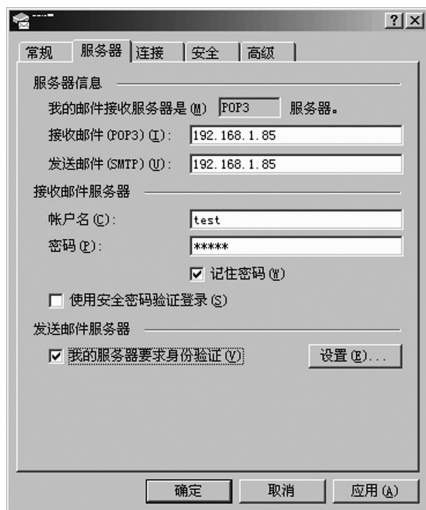 常规 服务器 连接 安全 高级
服务器信息
我的邮件接收服务器是(M) POP3 服务器。
接收邮件(POP3)(I): 192.168.1.85
发送邮件(SMTP)(U): 192.168.1.85
接收邮件服务器
帐户名(C): test
密码(P): *****
记住密码(W)
使用安全密码验证登录(S)
发送邮件服务器
我的服务器要求身份验证(V) 设置(E)...
确定 取消 应用(A)